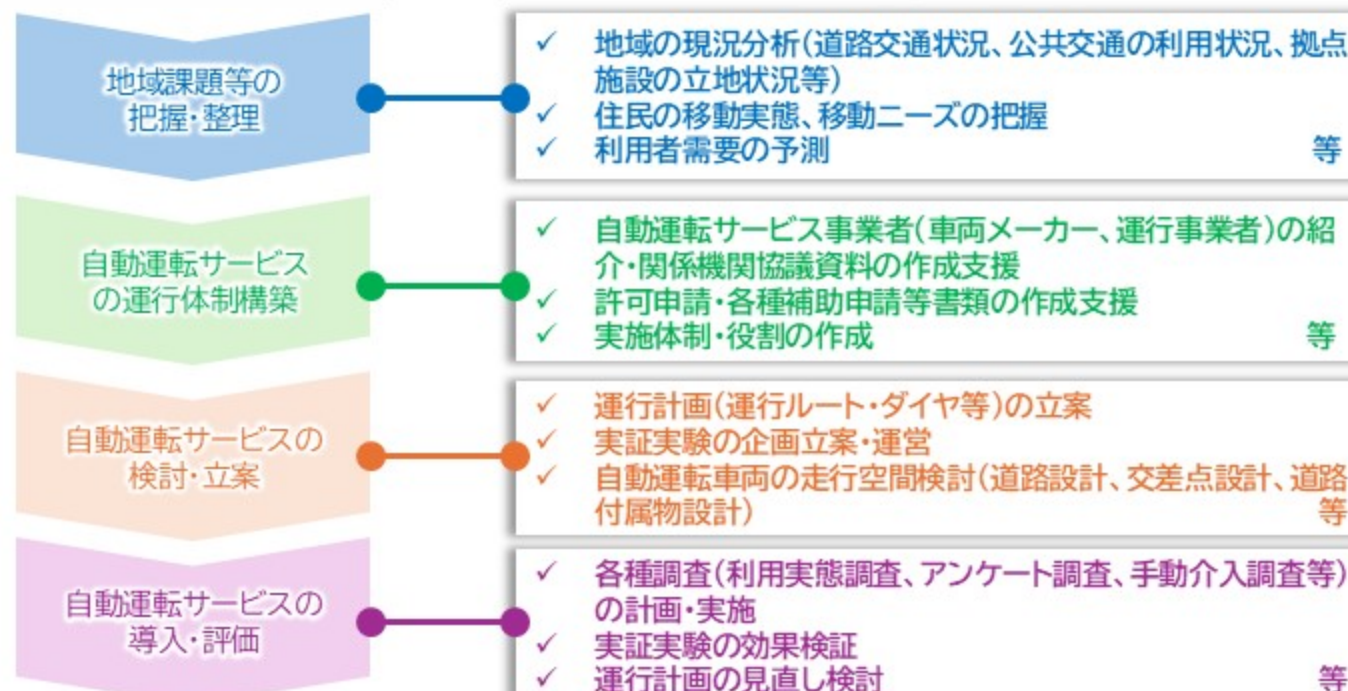 地域課題等の
把握・整理
✓ 地域の現況分析（道路交通状況、公共交通の利用状況、拠点
施設の立地状況等）
✓ 住民の移動実態、移動ニーズの把握
✓ 利用者需要の予測 等
自動運転サービス
の運行体制構築
✓ 自動運転サービス事業者（車両メーカー、運行事業者）の紹
介・関係機関協議資料の作成支援
✓ 許可申請・各種補助申請等書類の作成支援
✓ 実施体制・役割の作成 等
自動運転サービスの
検討・立案
✓ 運行計画（運行ルート・ダイヤ等）の立案
✓ 実証実験の企画立案・運営
✓ 自動運転車両の走行空間検討（道路設計、交差点設計、道路
付属物設計） 等
自動運転サービスの
導入・評価
✓ 各種調査（利用実態調査、アンケート調査、手動介入調査等）
の計画・実施
✓ 実証実験の効果検証
✓ 運行計画の見直し検討 等